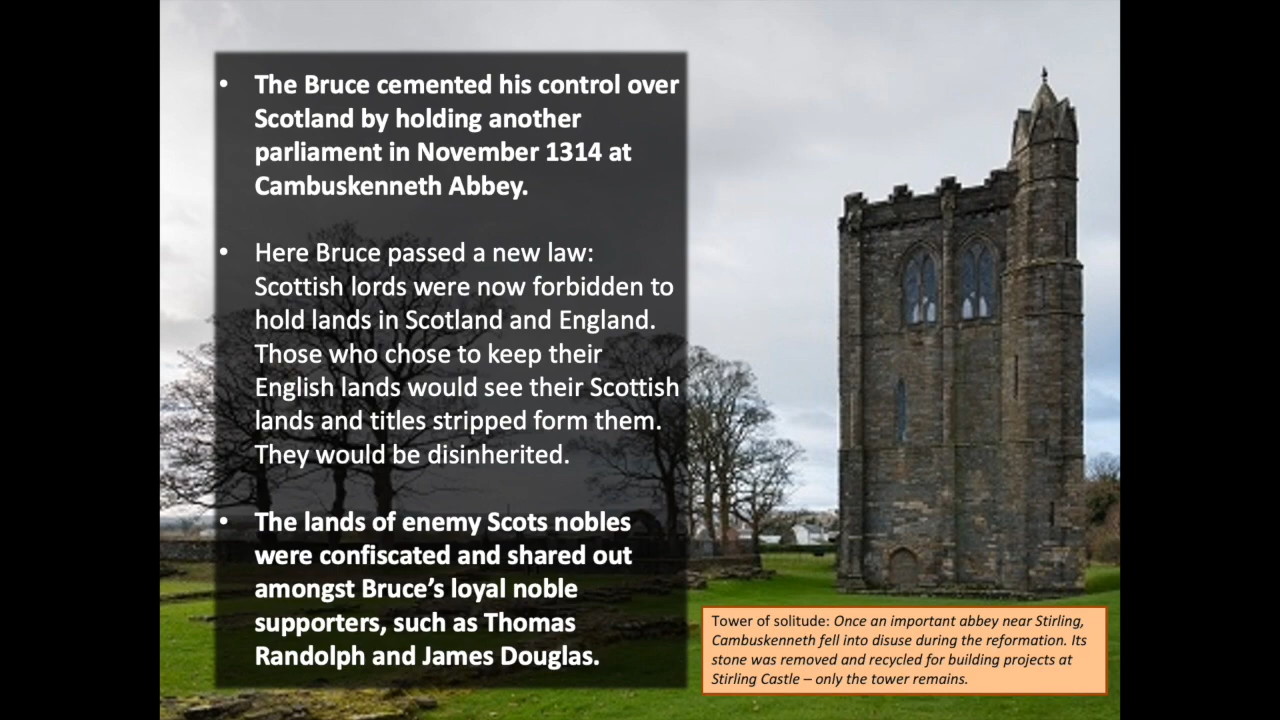 • The Bruce cemented his control over
Scotland by holding another
parliament in November 1314 at
Cambuskenneth Abbey.
• Here Bruce passed a new law:
Scottish lords were now forbidden to
hold lands in Scotland and England.
Those who chose to keep their
English lands would see their Scottish
lands and titles stripped form them.
They would be disinherited.
• The lands of enemy Scots nobles
were confiscated and shared out
amongst Bruce’s loyal noble
supporters, such as Thomas
Randolph and James Douglas.
Tower of solitude: Once an important abbey near Stirling,
Cambuskenneth fell into disuse during the reformation. Its
stone was removed and recycled for building projects at
Stirling Castle – only the tower remains.